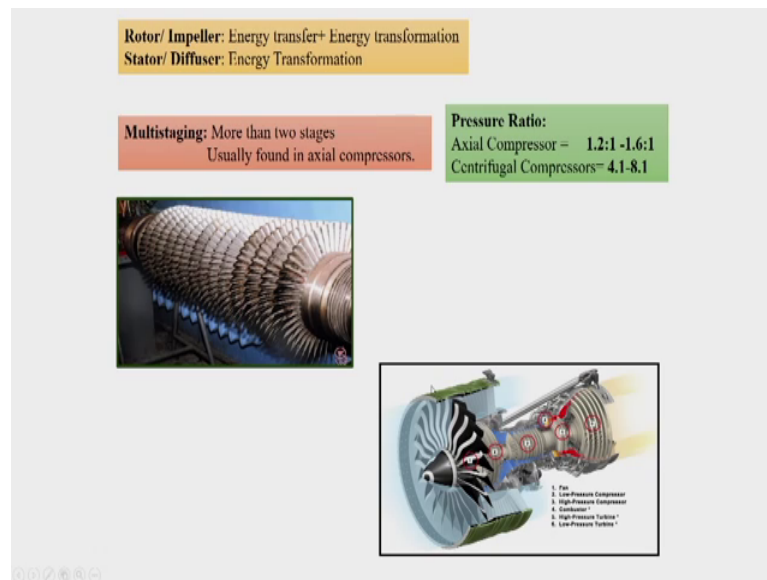 Rotor/ Impeller: Energy transfer+ Energy transformation
Stator/ Diffuser: Energy Transformation
Multistaging: More than two stages
Usually found in axial compressors.
Pressure Ratio:
Axial Compressor = 1.2:1 -1.6:1
Centrifugal Compressors= 4.1-8.1
1. Fan
2. Low-Pressure Compressor
3. High-Pressure Compressor
4. Combustor
5. High-Pressure Turbine
6. Low-Pressure Turbine